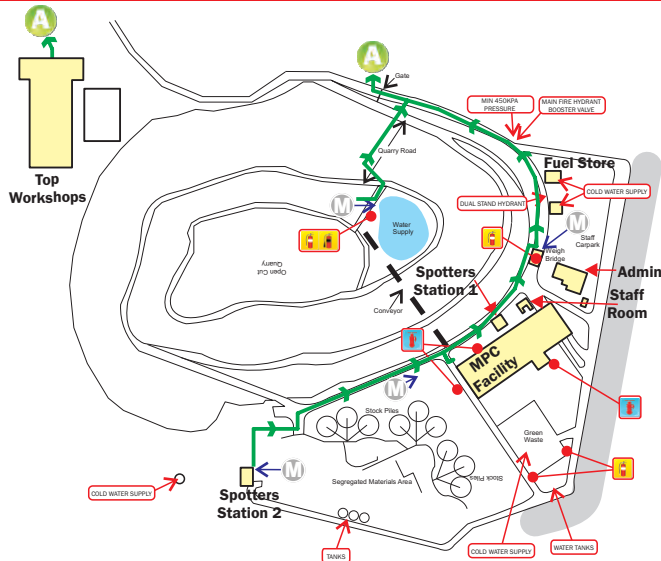 A
A
Gate
MIN 450KPA
PRESSURE
MAIN FIRE HYDRANT
BOOSTER VALVE
Quarry Road
Fuel Store
Top
Workshops
COLD WATER SUPPLY
M
DUAL STAND HYDRANT
M
Water
Supply
Staff
Carpark
Weigh
Bridge
Open Cut
Quarry
Spotters
Station 1
Admin
Staff
Room
Conveyor
MPC
Facility
M
Stock Piles
Green
Waste
M
Segregated Materials Area
Stock Piles
COLD WATER SUPPLY
Spotters
Station 2
TANKS
COLD WATER SUPPLY
WATER TANKS